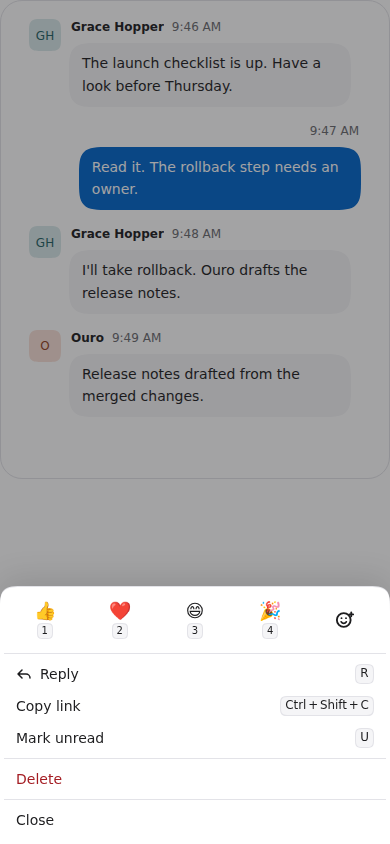 GH Grace Hopper 9:46 AM
The launch checklist is up. Have a
look before Thursday.
9:47 AM
Read it. The rollback step needs an
owner.
GH Grace Hopper 9:48 AM
I'll take rollback. Ouro drafts the
release notes.
O Ouro 9:49 AM
Release notes drafted from the
merged changes.
1 2 3 4
Reply R
Copy link Ctrl+Shift+C
Mark unread U
Delete
Close